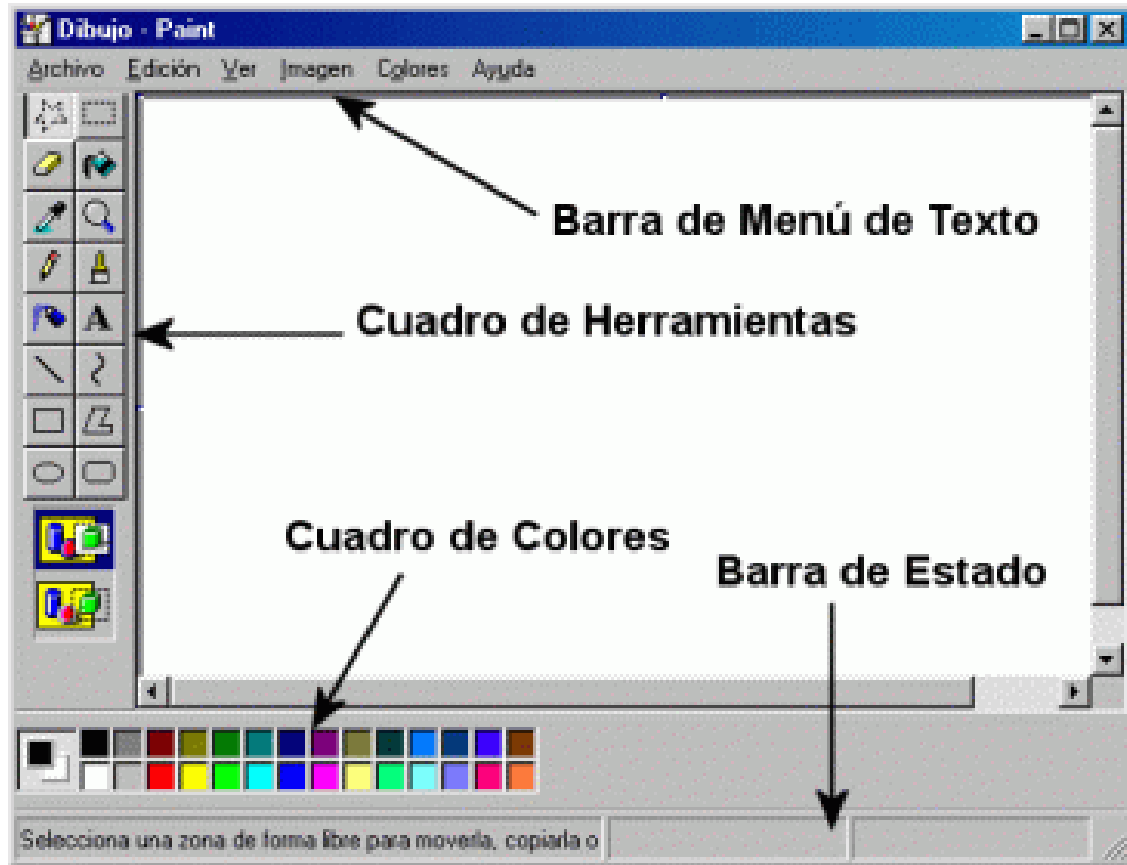 Dibujo - Paint
Archivo Edición Ver Imagen Colores Ayuda
Barra de Menú de Texto
Cuadro de Herramientas
A
Cuadro de Colores
Barra de Estado
Selecciona una zona de forma libre para moverla, copiarla o